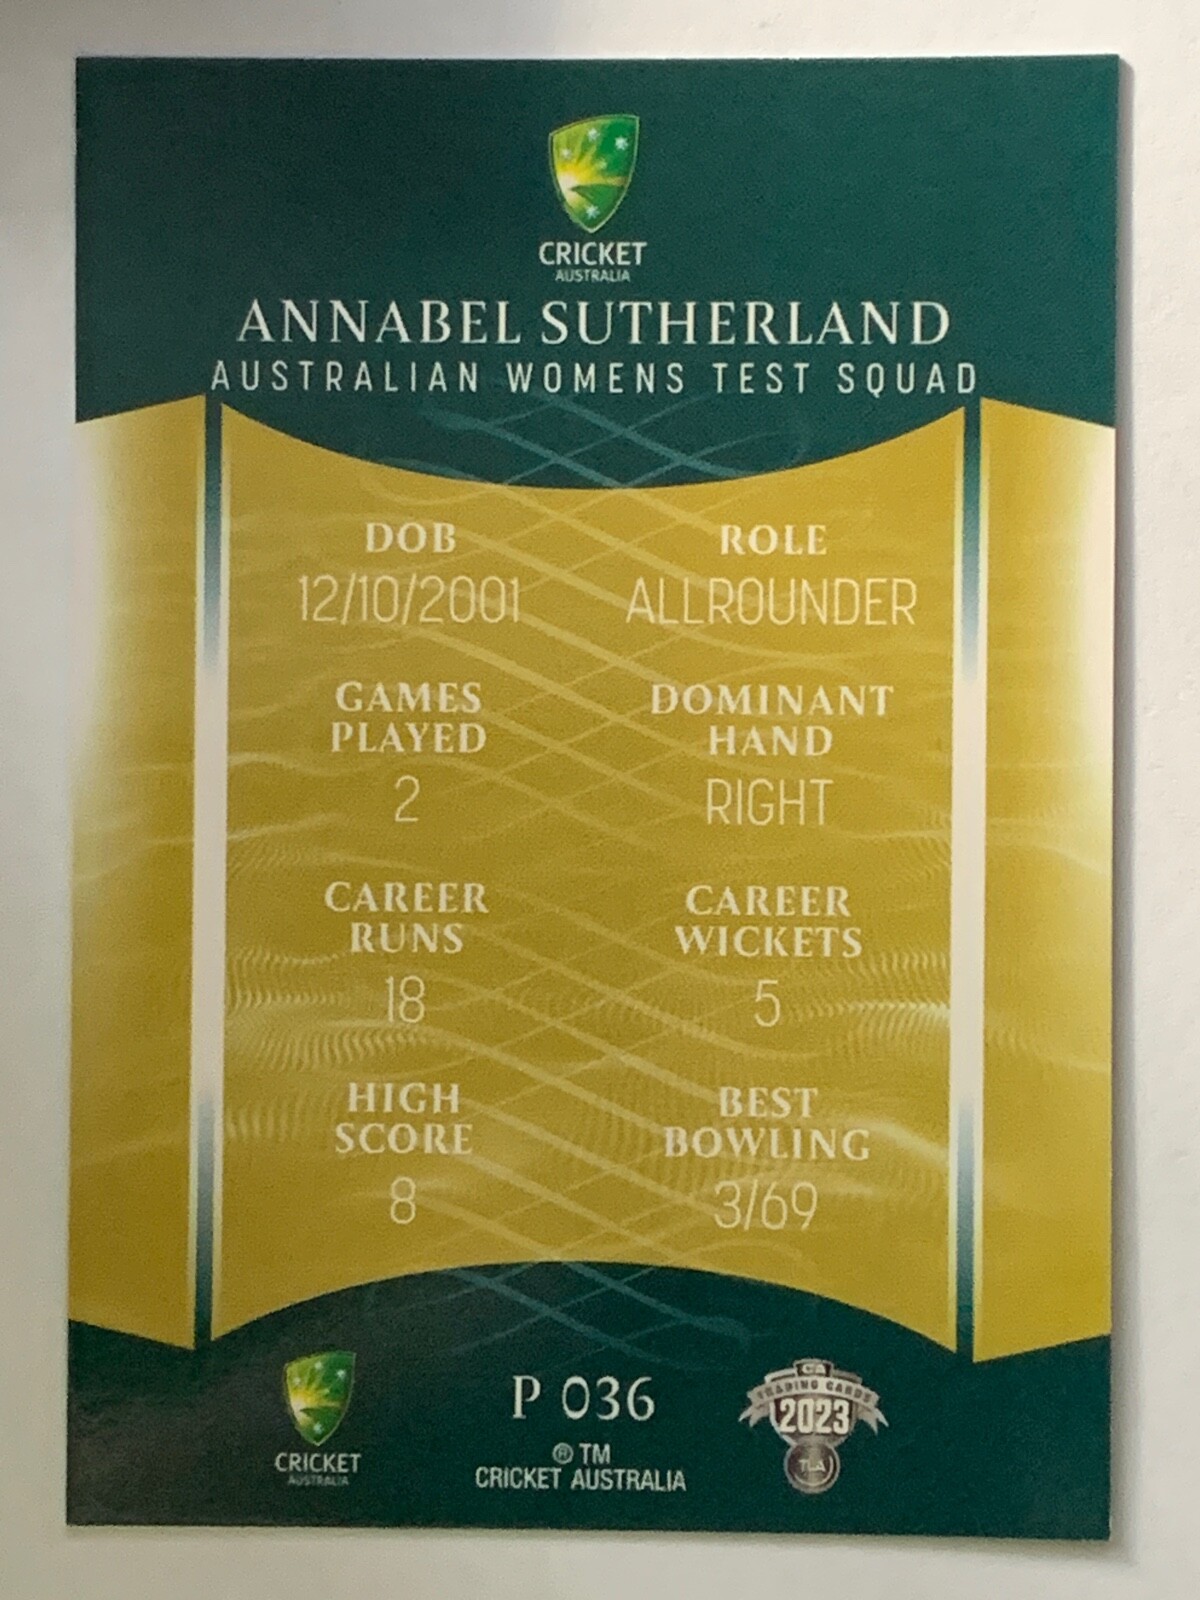 CRICKET
AUSTRALIA
ANNABEL SUTHERLAND
AUSTRALIAN WOMENS TEST SQUAD
DOB
12/10/2001
ROLE
ALLROUNDER
GAMES
PLAYED
2
DOMINANT
HAND
RIGHT
CAREER
RUNS
18
CAREER
WICKETS
5
HIGH
SCORE
8
BEST
BOWLING
3/69
CRICKET
AUSTRALIA
P 036
® TM
CRICKET AUSTRALIA
CA
TRADING CARDS
2023
TLA